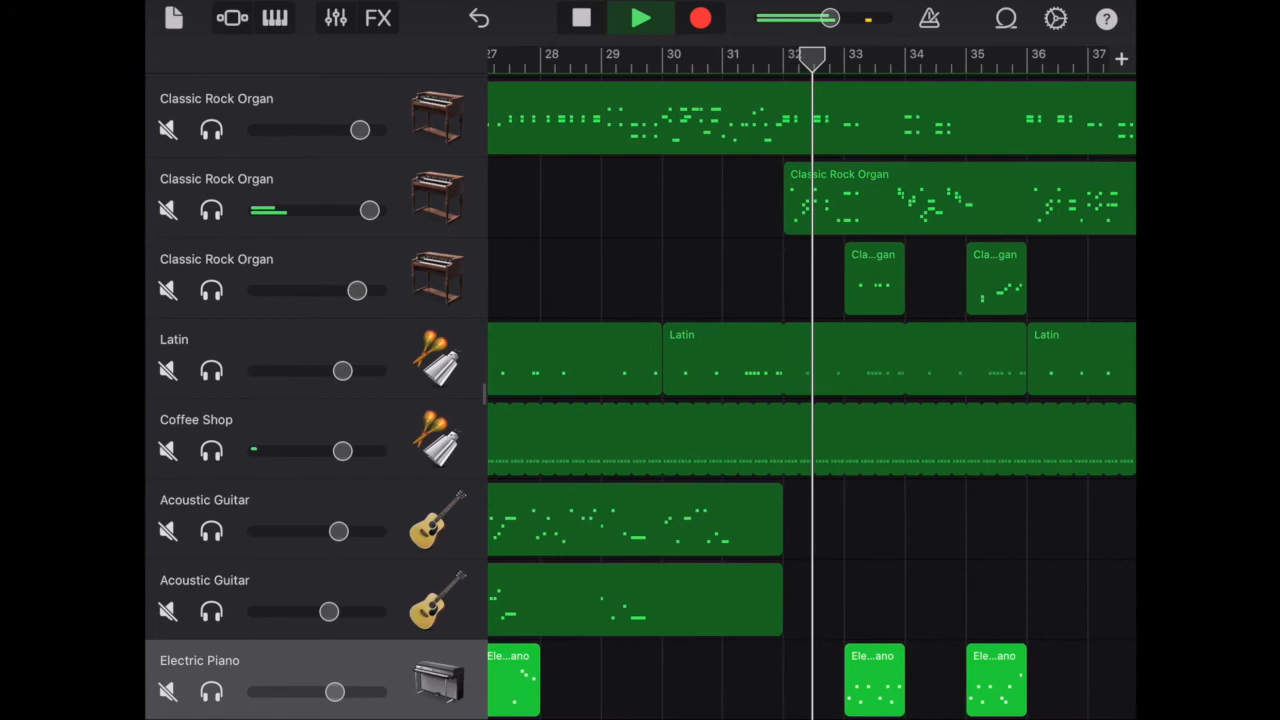 FX
?
27 28 29 30 31 32 33 34 35 36 37 +
Classic Rock Organ
Classic Rock Organ
Classic Rock Organ
Classic Rock Organ
Cla...gan
Cla...gan
Latin
Latin
Latin
Coffee Shop
Acoustic Guitar
Acoustic Guitar
Electric Piano
Ele...ano
Ele...ano
Ele...ano